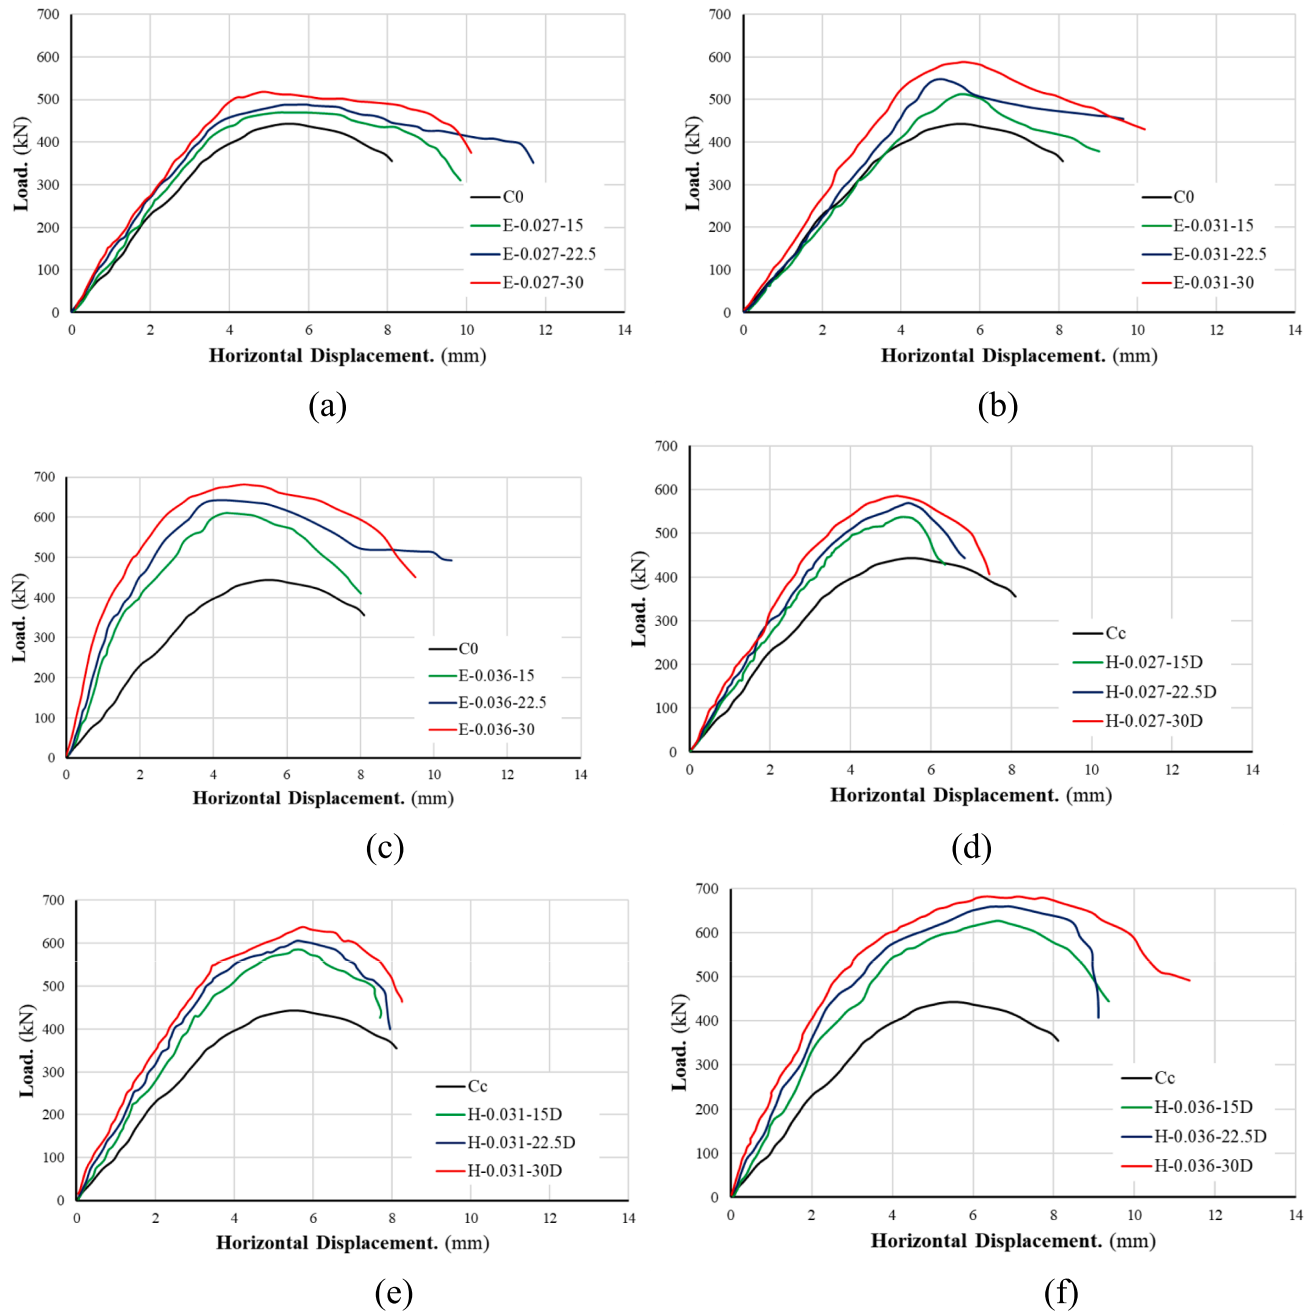 700
600
500
400
300
200
100
0
Load. (kN)
C0
E-0.027-15
E-0.027-22.5
E-0.027-30
0 2 4 6 8 10 12 14
Horizontal Displacement. (mm)
(a)
700
600
500
400
300
200
100
0
Load. (kN)
C0
E-0.031-15
E-0.031-22.5
E-0.031-30
0 2 4 6 8 10 12 14
Horizontal Displacement. (mm)
(b)
700
600
500
400
300
200
100
0
Load. (kN)
C0
E-0.036-15
E-0.036-22.5
E-0.036-30
0 2 4 6 8 10 12 14
Horizontal Displacement. (mm)
(c)
700
600
500
400
300
200
100
0
Load. (kN)
Cc
H-0.027-15D
H-0.027-22.5D
H-0.027-30D
0 2 4 6 8 10 12 14
Horizontal Displacement. (mm)
(d)
700
600
500
400
300
200
100
0
Load. (kN)
Cc
H-0.031-15D
H-0.031-22.5D
H-0.031-30D
0 2 4 6 8 10 12 14
Horizontal Displacement. (mm)
(e)
700
600
500
400
300
200
100
0
Load. (kN)
Cc
H-0.036-15D
H-0.036-22.5D
H-0.036-30D
0 2 4 6 8 10 12 14
Horizontal Displacement. (mm)
(f)